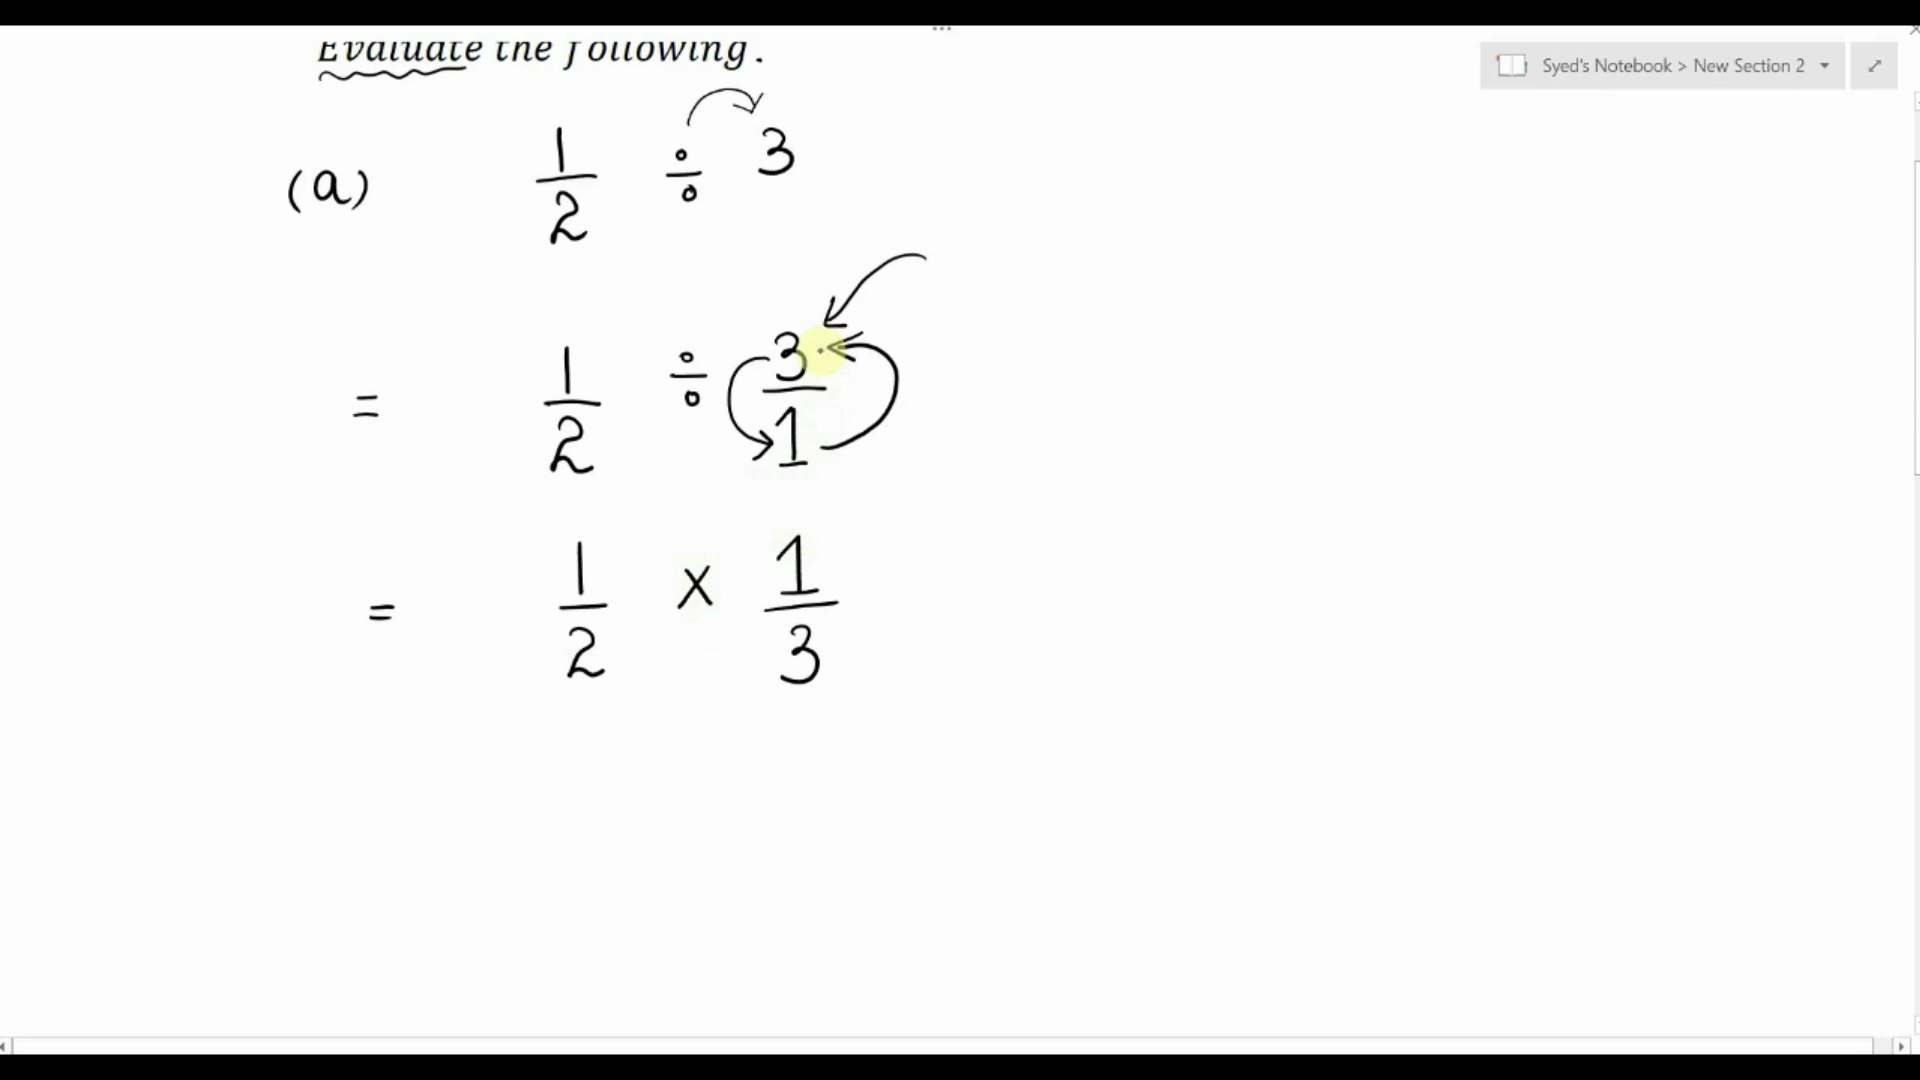 Evaluate the following.
Syed's Notebook > New Section 2
(a) 1/2 ÷ 3
= 1/2 ÷ 3/1
= 1/2 × 1/3